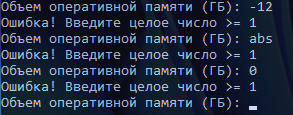 Объем оперативной памяти (ГБ): -12
Ошибка! Введите целое число >= 1
Объем оперативной памяти (ГБ): abs
Ошибка! Введите целое число >= 1
Объем оперативной памяти (ГБ): 0
Ошибка! Введите целое число >= 1
Объем оперативной памяти (ГБ):